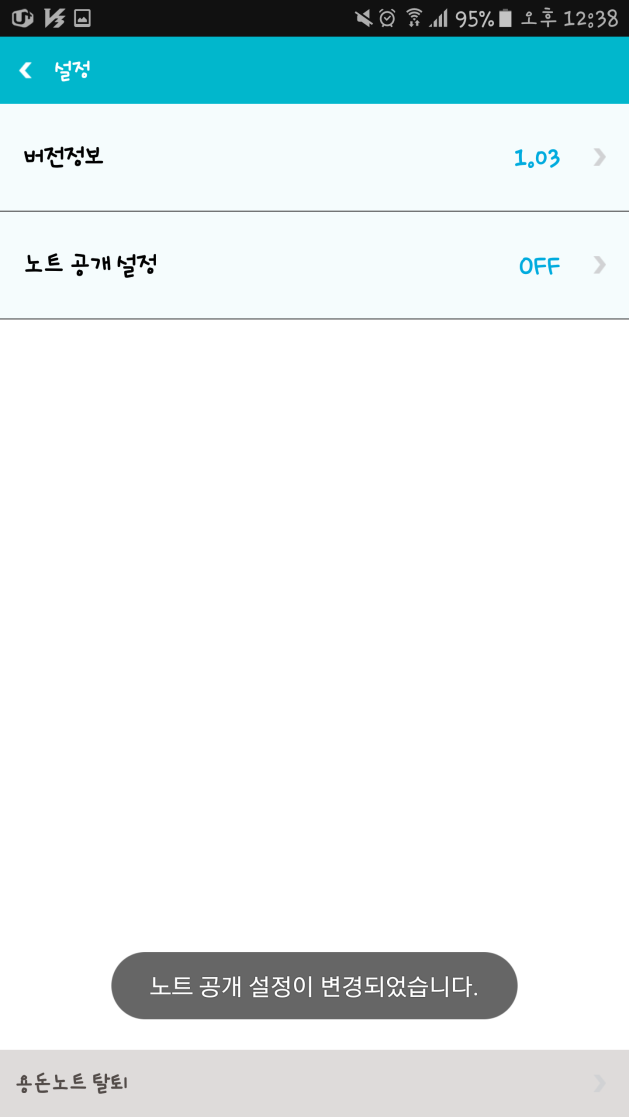 95% 오후 12:38
설정
버전정보 1.03
노트 공개 설정 OFF
노트 공개 설정이 변경되었습니다.
용돈노트 탈퇴